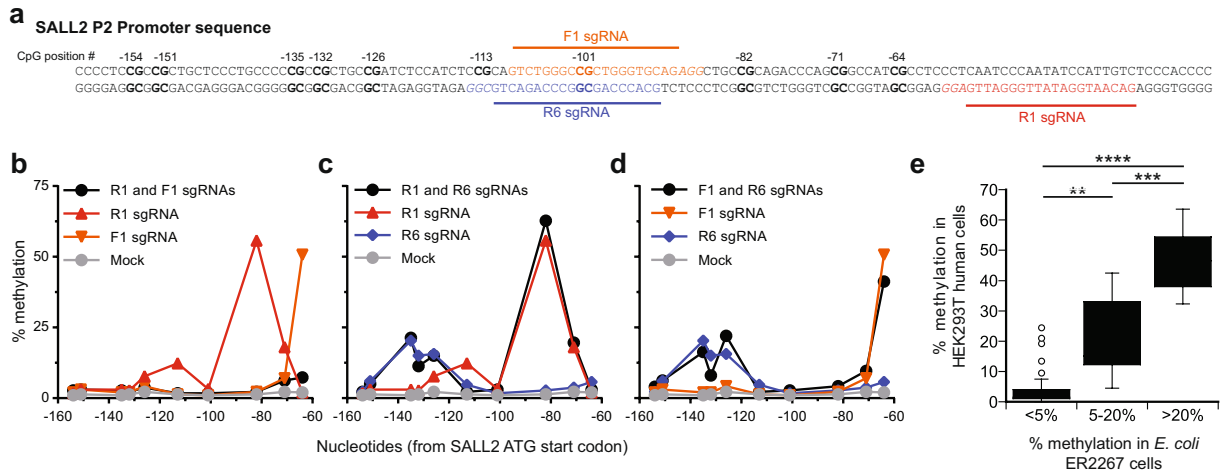 a SALL2 P2 Promoter sequence
F1 sgRNA
CpG position # -154 -151 -135 -132 -126 -113 -101 -82 -71 -64
CCCCTCCGCCGCTGCTCCCTGCCCCCGCCGCTGCCGATCTCCATCTCCGCAGTCTGGGCCGCTGGGTGCAGAGGCTGCCGCAGACCCAGCGGCCATCGCCTCCCTCAATCCCAATATCCATTGTCTCCCACCCC
GGGGAGGCGGCGACGAGGGACGGGGGCGGCGACGGCTAGAGGTAGAGGCGTCAGACCCGGCGACCCACGTCTCCCTCGGCGTCTGGGTCGCCGGTAGCGGAGGGAGTTAGGGTTATAGGTAACAGAGGGTGGGG
R6 sgRNA R1 sgRNA
b
% methylation
75
50
25
0
R1 and F1 sgRNAs
R1 sgRNA
F1 sgRNA
Mock
-160 -140 -120 -100 -80 -60
c
R1 and R6 sgRNAs
R1 sgRNA
R6 sgRNA
Mock
-160 -140 -120 -100 -80 -60
d
F1 and R6 sgRNAs
F1 sgRNA
R6 sgRNA
Mock
-160 -140 -120 -100 -80 -60
Nucleotides (from SALL2 ATG start codon)
e
****
** ***
% methylation in
HEK293T human cells
70
60
50
40
30
20
10
0
<5% 5-20% >20%
% methylation in E. coli
ER2267 cells